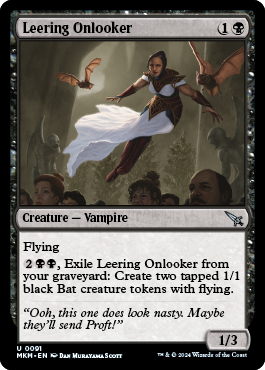 Leering Onlooker 1
Creature — Vampire
Flying
2, Exile Leering Onlooker from
your graveyard: Create two tapped 1/1
black Bat creature tokens with flying.
"Ooh, this one does look nasty. Maybe
they'll send Proft!"
1/3
U 0091
MKM • EN DAN MURAYAMA SCOTT
™ & © 2024 Wizards of the Coast